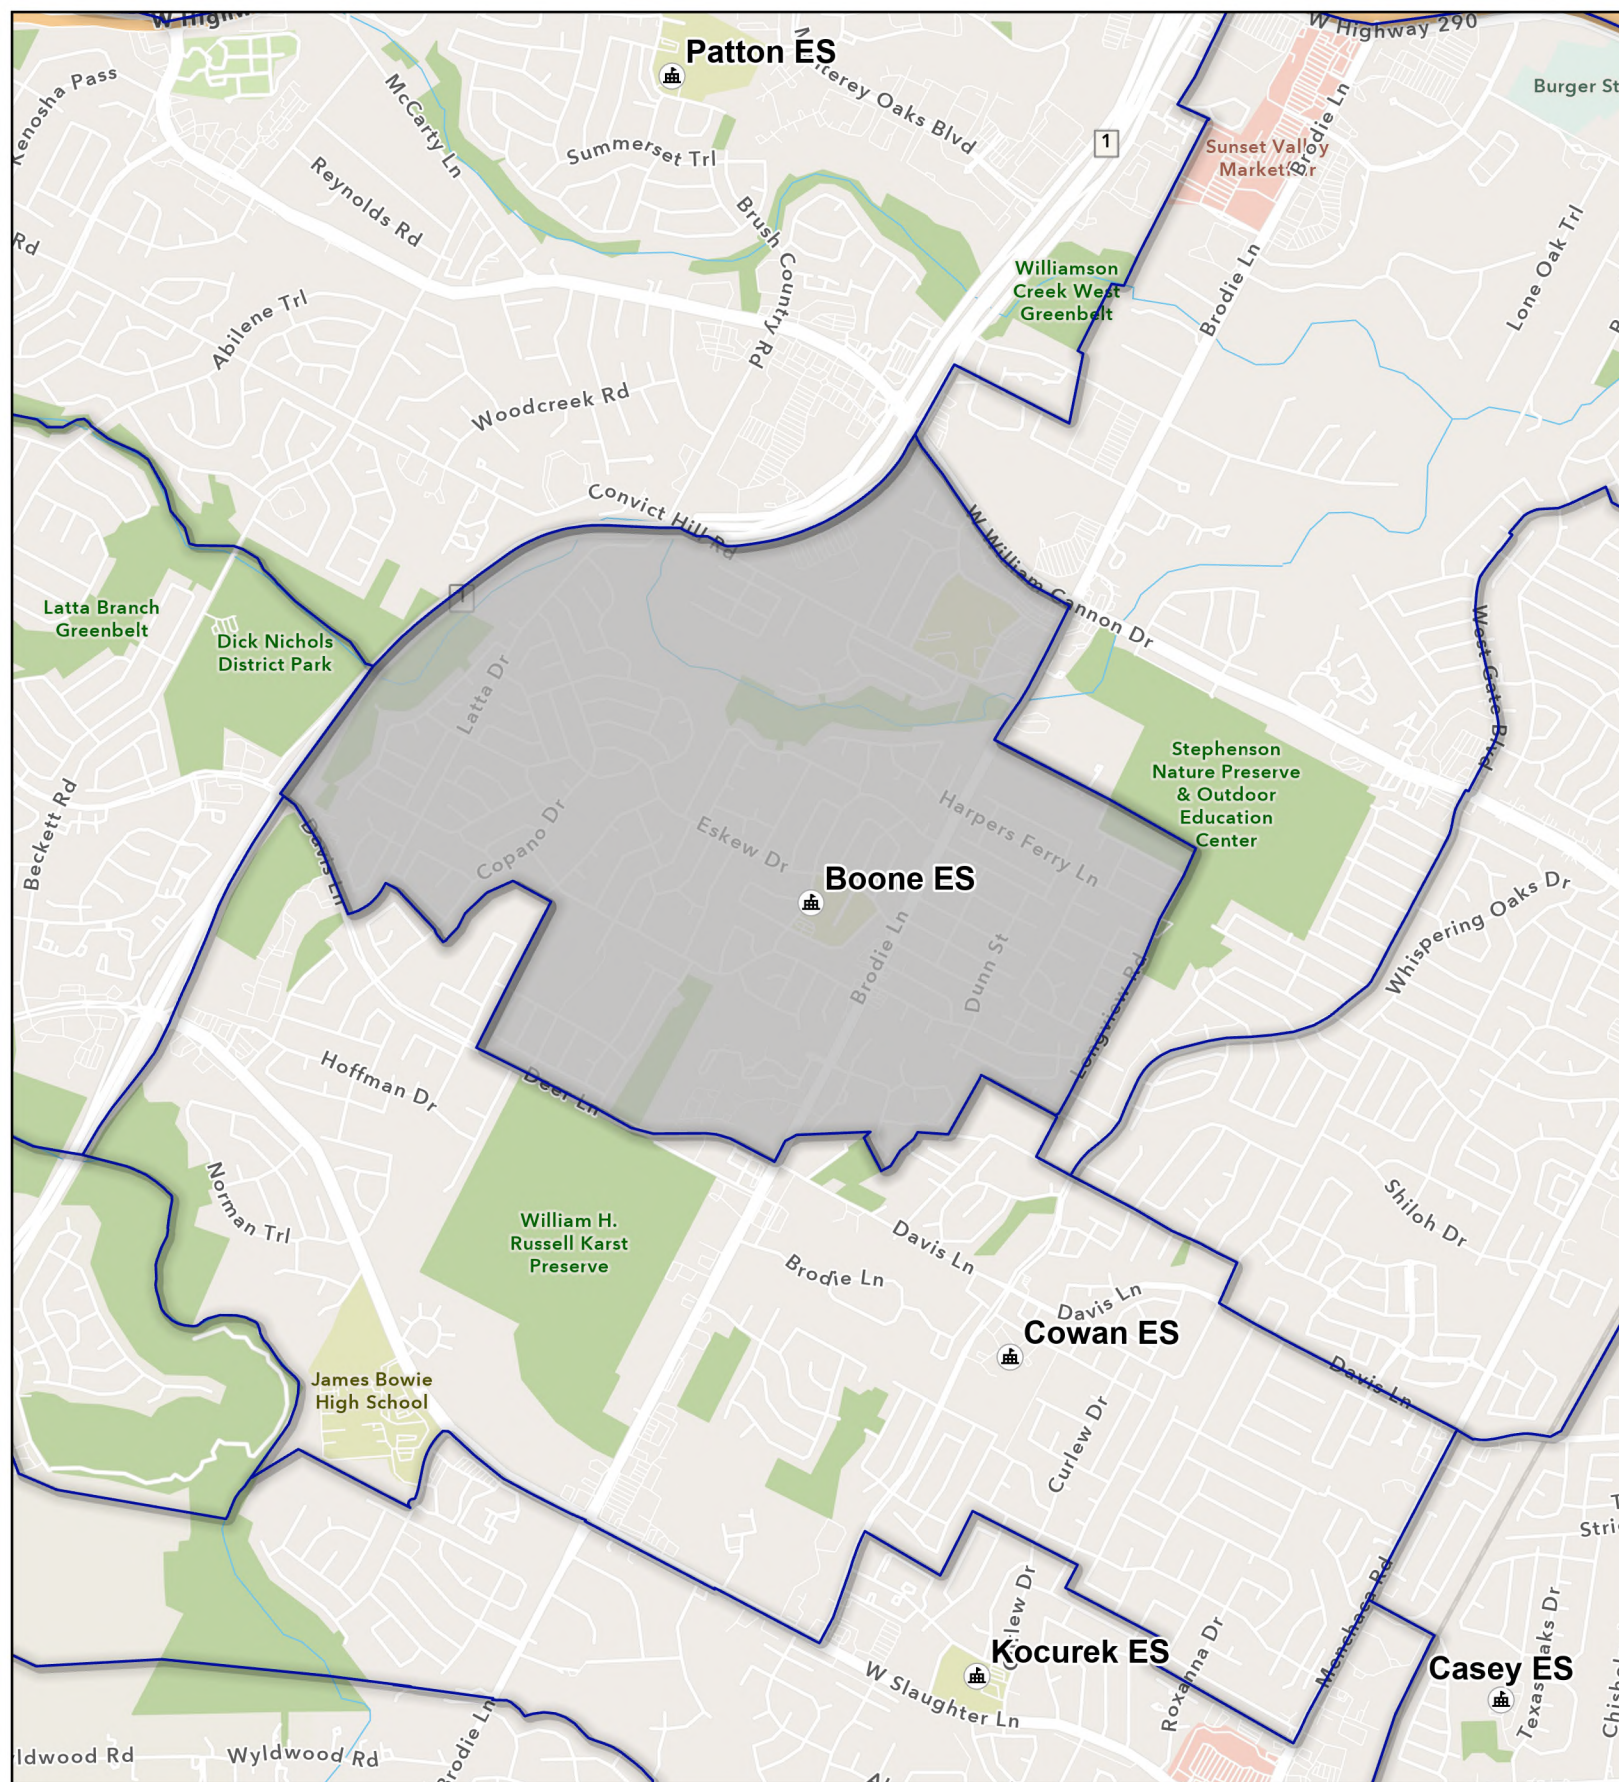 Patton ES
W Highway 290
Burger St
Kenosha Pass
McCarty Ln
Monterey Oaks Blvd
1
Brodie Ln
Sunset Valley
Summerset Trl
Reynolds Rd
Brush Country Rd
Rd
Williamson
Creek West
Greenbelt
Brodie Ln
Lone Oak Trl
Abilene Trl
Woodcreek Rd
Convict Hill Rd
W William Cannon Dr
1
Latta Branch
Greenbelt
Dick Nichols
District Park
Latta Dr
West Gate Blvd
Stephenson
Nature Preserve
& Outdoor
Education
Center
Beckett Rd
Davis Ln
Copano Dr
Eskew Dr
Harpers Ferry Ln
Boone ES
Whispering Oaks Dr
Brodie Ln
Dunn St
Longview Rd
Hoffman Dr
Deer Ln
Norman Trl
William H.
Russell Karst
Preserve
Davis Ln
Shiloh Dr
Brodie Ln
Davis Ln
Cowan ES
James Bowie
High School
Davis Ln
Curlew Dr
Stri
Curlew Dr
Kocurek ES
Menchaca Rd
Casey ES
W Slaughter Ln
Roxanna Dr
Texas Oaks Dr
Chishol
ldwood Rd
Wyldwood Rd
Brodie Ln